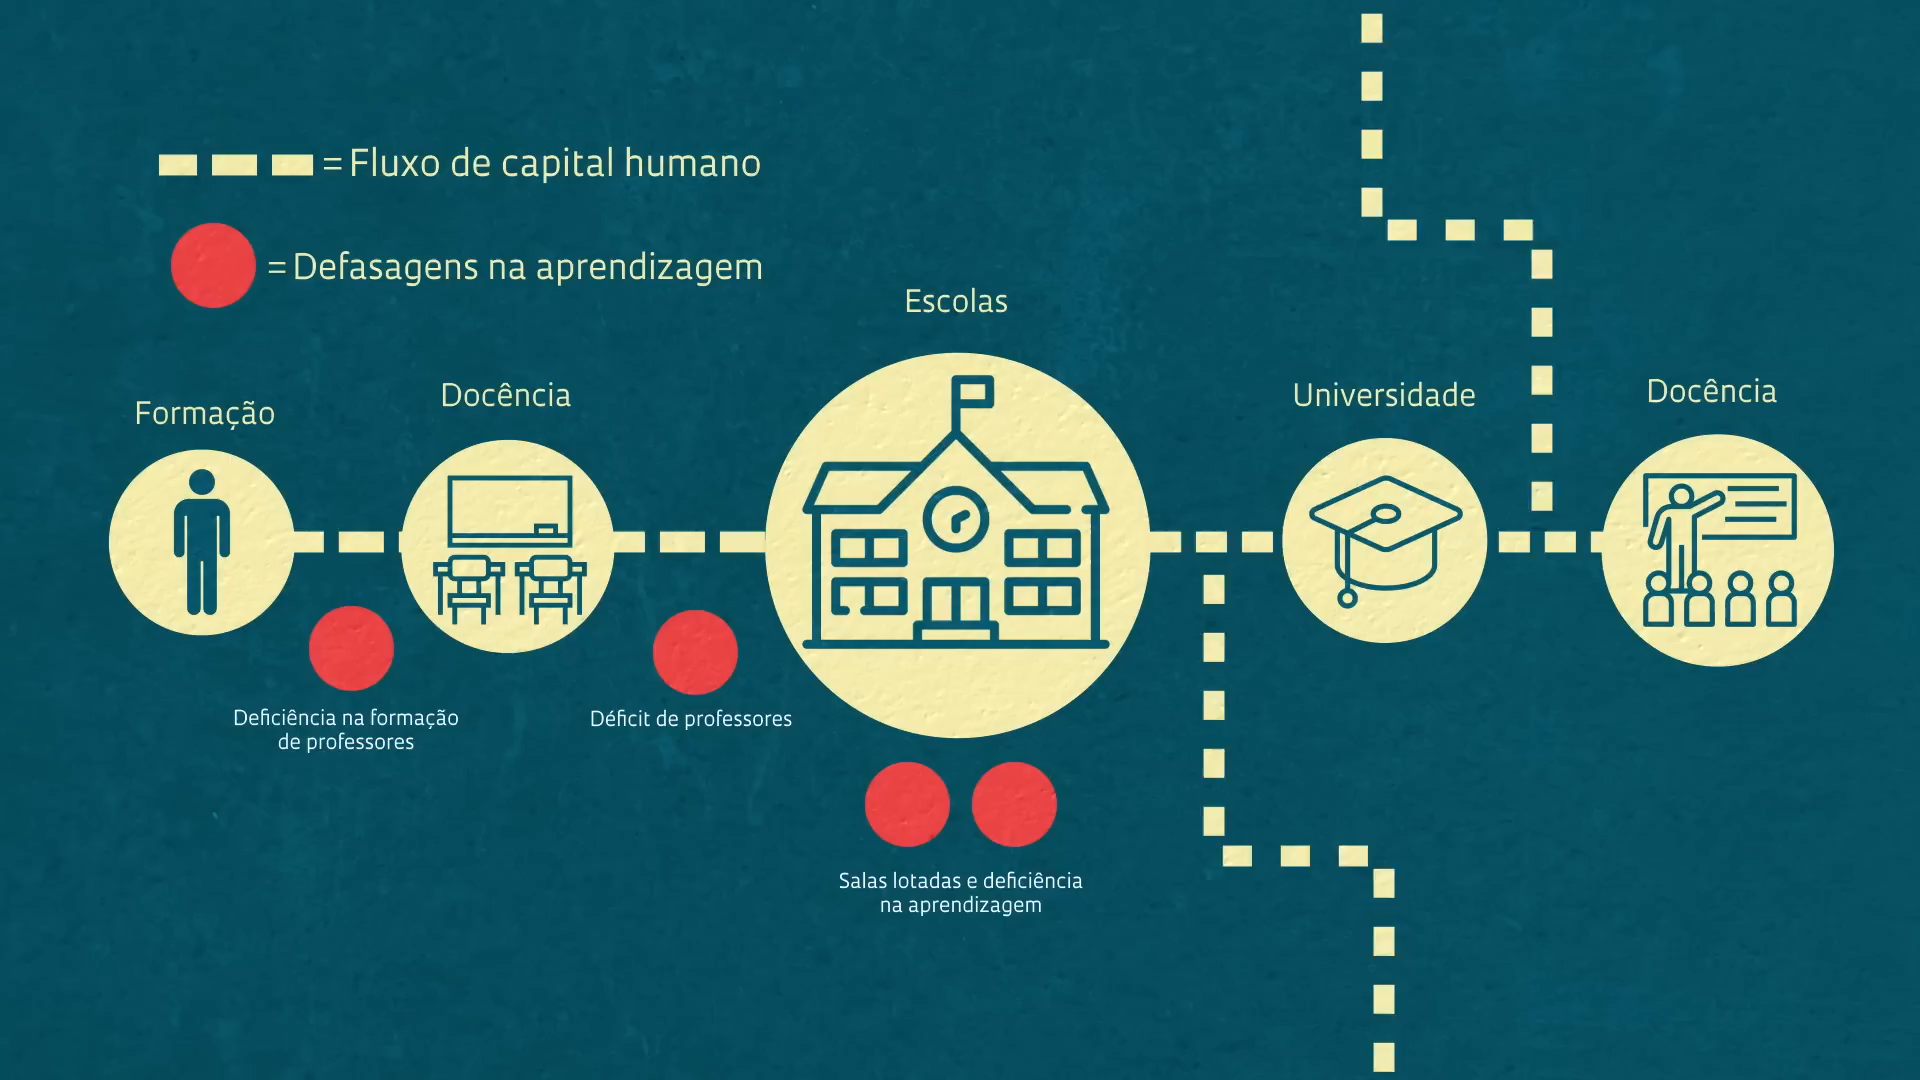 = Fluxo de capital humano
= Defasagens na aprendizagem
Escolas
Formação
Docência
Universidade
Docência
Deficiência na formação
de professores
Déficit de professores
Salas lotadas e deficiência
na aprendizagem